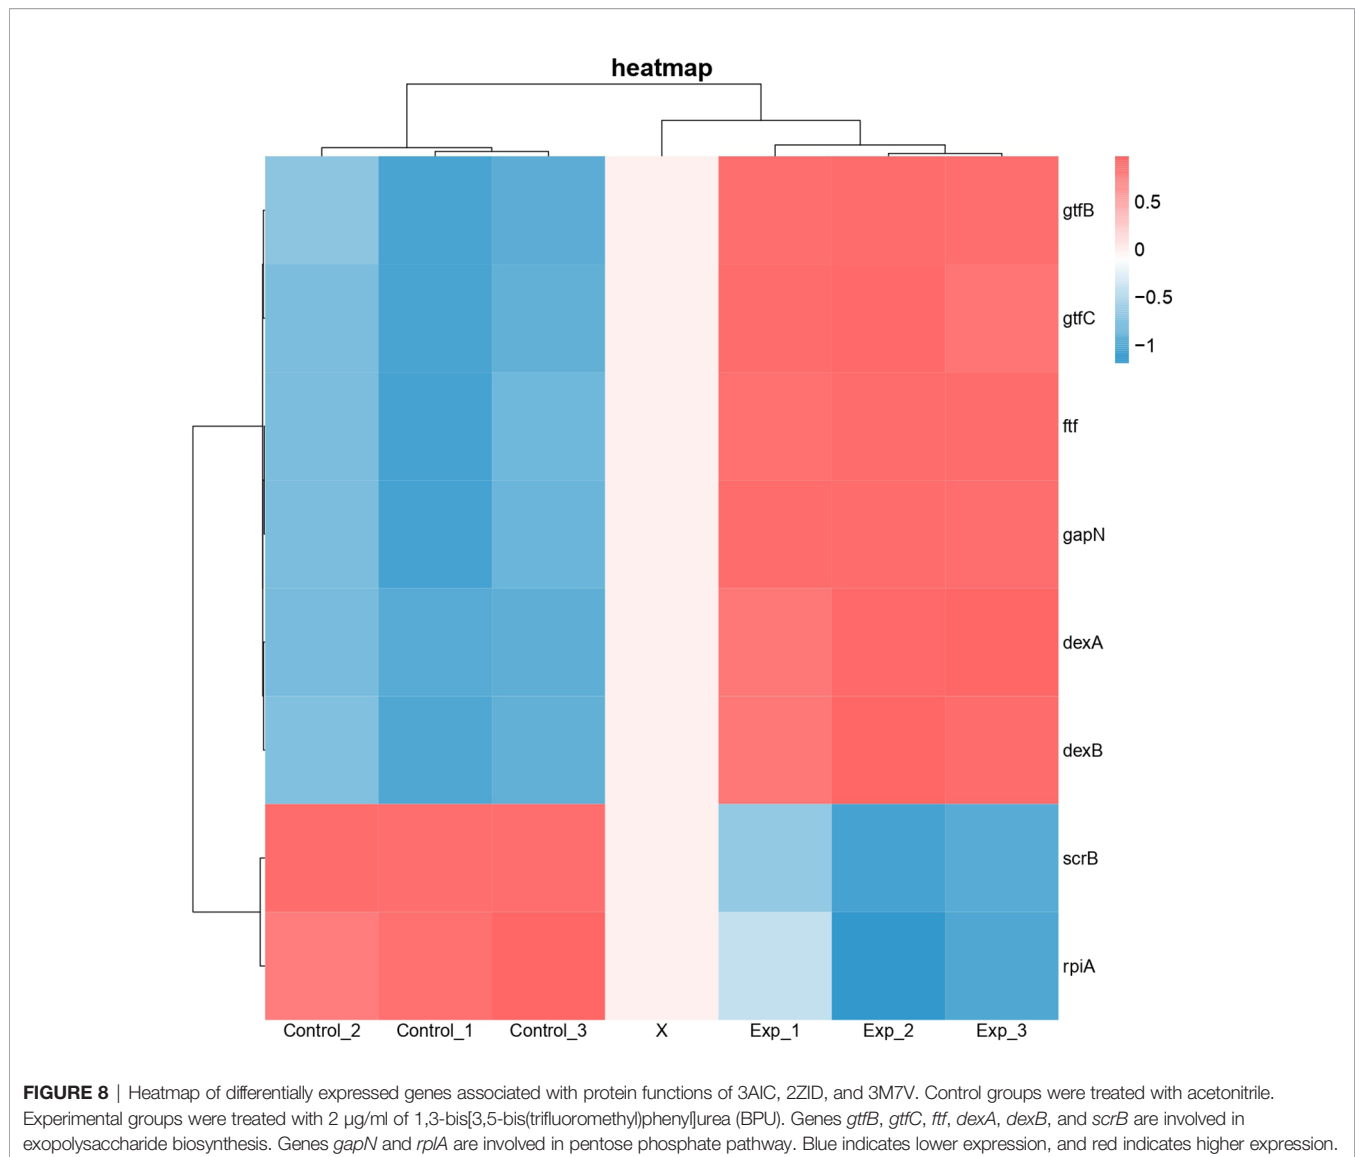 heatmap
0.5
0
−0.5
−1
gtfB
gtfC
ftf
gapN
dexA
dexB
scrB
rpiA
Control_2 Control_1 Control_3 X Exp_1 Exp_2 Exp_3
FIGURE 8 | Heatmap of differentially expressed genes associated with protein functions of 3AIC, 2ZID, and 3M7V. Control groups were treated with acetonitrile.
Experimental groups were treated with 2 µg/ml of 1,3-bis[3,5-bis(trifluoromethyl)phenyl]urea (BPU). Genes gtfB, gtfC, ftf, dexA, dexB, and scrB are involved in
exopolysaccharide biosynthesis. Genes gapN and rplA are involved in pentose phosphate pathway. Blue indicates lower expression, and red indicates higher expression.